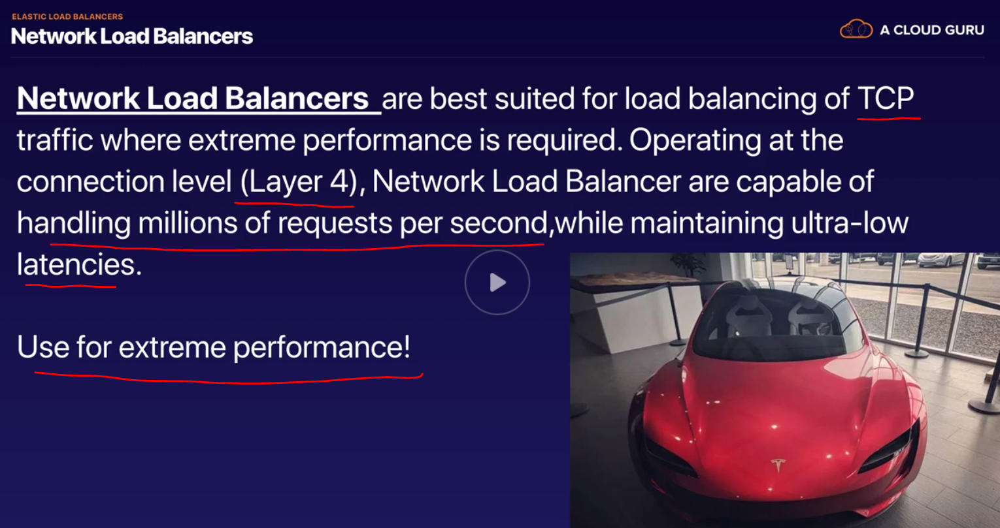 ELASTIC LOAD BALANCERS
Network Load Balancers
A CLOUD GURU
Network Load Balancers are best suited for load balancing of TCP
traffic where extreme performance is required. Operating at the
connection level (Layer 4), Network Load Balancer are capable of
handling millions of requests per second,while maintaining ultra-low
latencies.
Use for extreme performance!